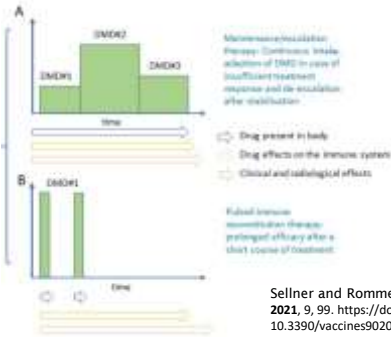 A
DMD#2
DMD#1
DMD#3
time
Maintenance/escalation
therapy: Continuous intake
adaption of DMD in case of
insufficient treatment
response and de-escalation
after stabilisation
Drug present in body
Drug effects on the immune system
Clinical and radiological effects
B
DMD#1
time
Pulsed immune
reconstitution therapy:
prolonged efficacy after a
short course of treatment
Sellner and Romme
2021, 9, 99. https://do
10.3390/vaccines9020